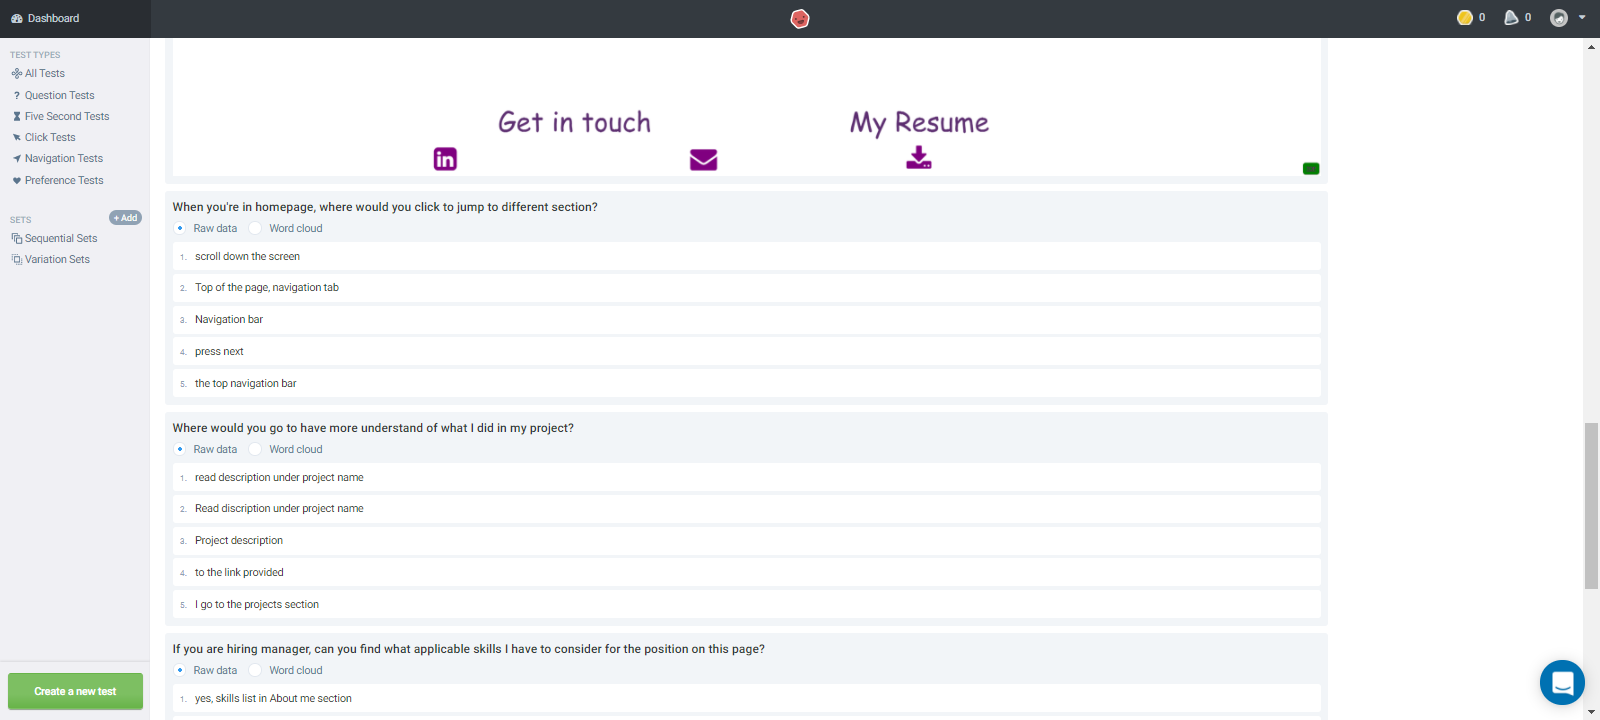 Dashboard
0
0
TEST TYPES
All Tests
Question Tests
Five Second Tests
Click Tests
Navigation Tests
Preference Tests
SETS
+ Add
Sequential Sets
Variation Sets
Create a new test
Get in touch
My Resume
in
When you're in homepage, where would you click to jump to different section?
Raw data
Word cloud
1. scroll down the screen
2. Top of the page, navigation tab
3. Navigation bar
4. press next
5. the top navigation bar
Where would you go to have more understand of what I did in my project?
Raw data
Word cloud
1. read description under project name
2. Read discription under project name
3. Project description
4. to the link provided
5. I go to the projects section
If you are hiring manager, can you find what applicable skills I have to consider for the position on this page?
Raw data
Word cloud
1. yes, skills list in About me section